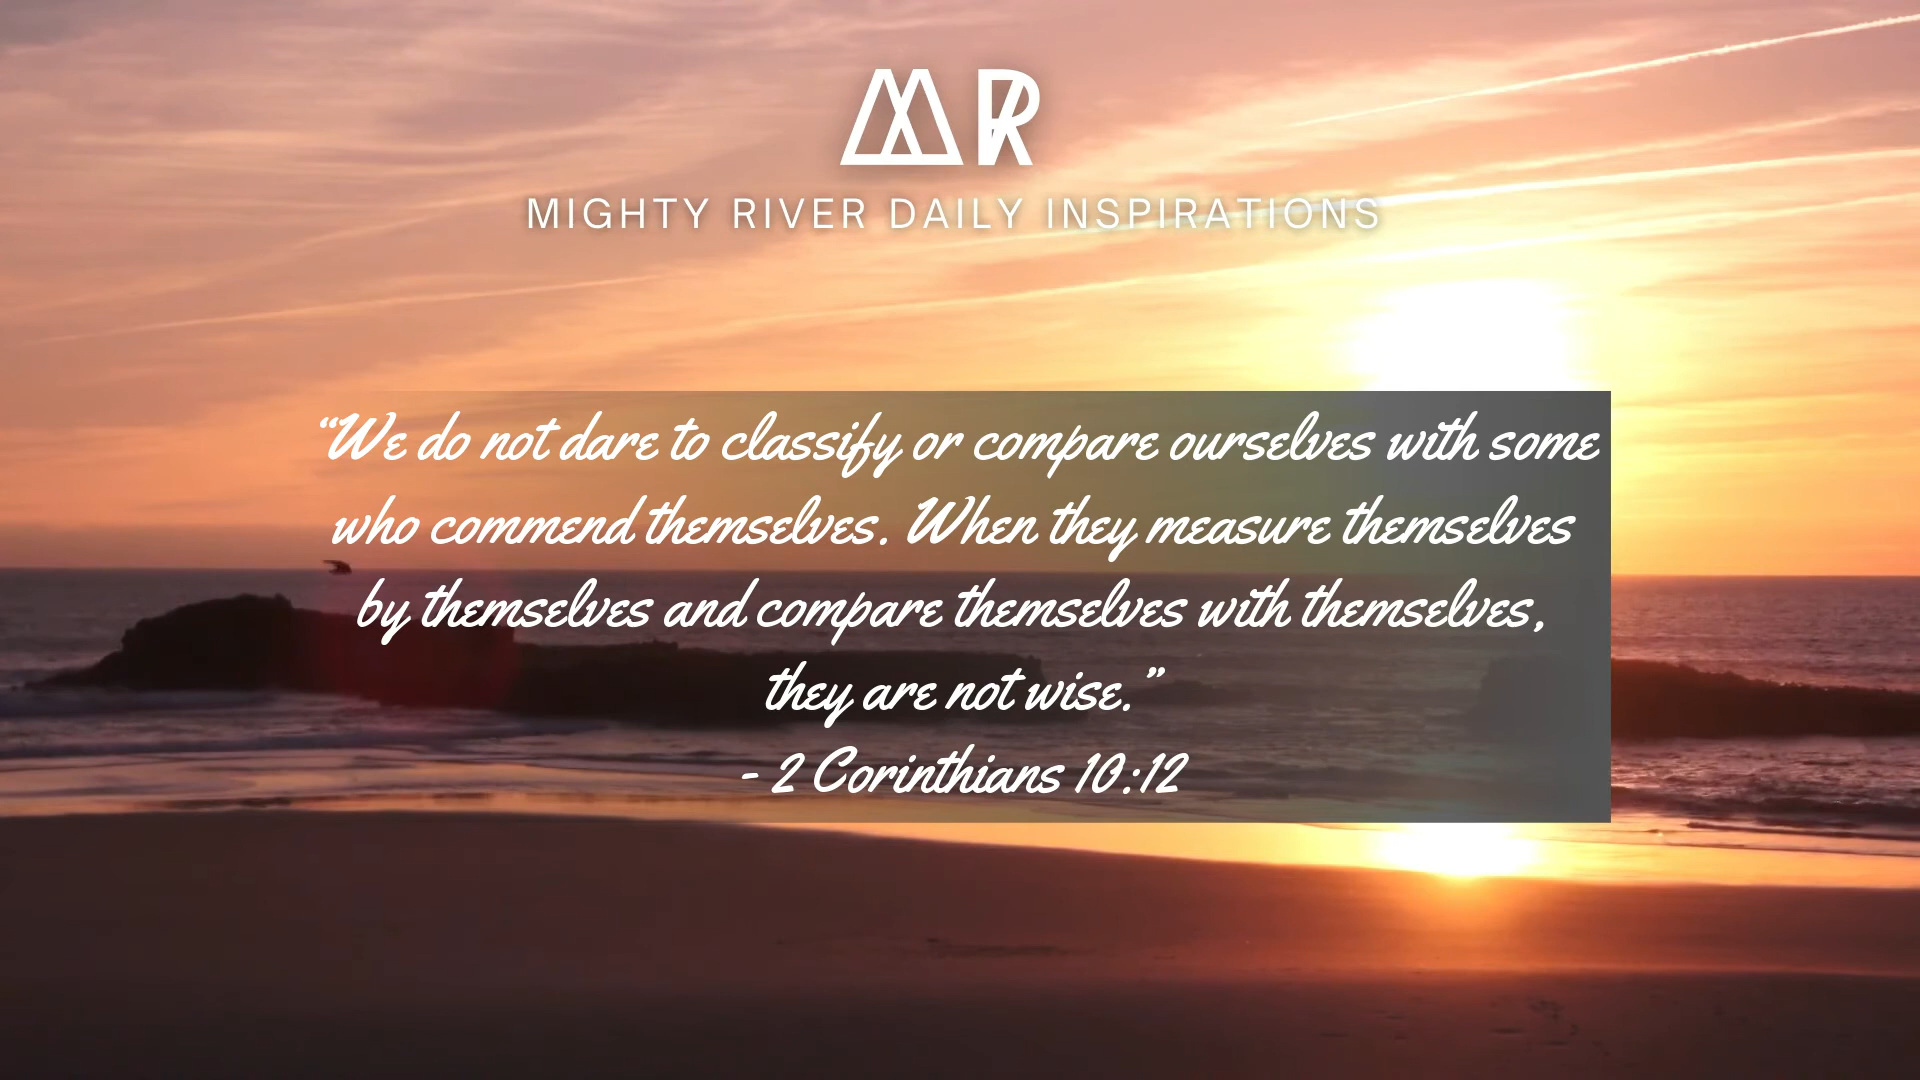 MR
MIGHTY RIVER DAILY INSPIRATIONS
“We do not dare to classify or compare ourselves with some
who commend themselves. When they measure themselves
by themselves and compare themselves with themselves,
they are not wise.”
- 2 Corinthians 10:12